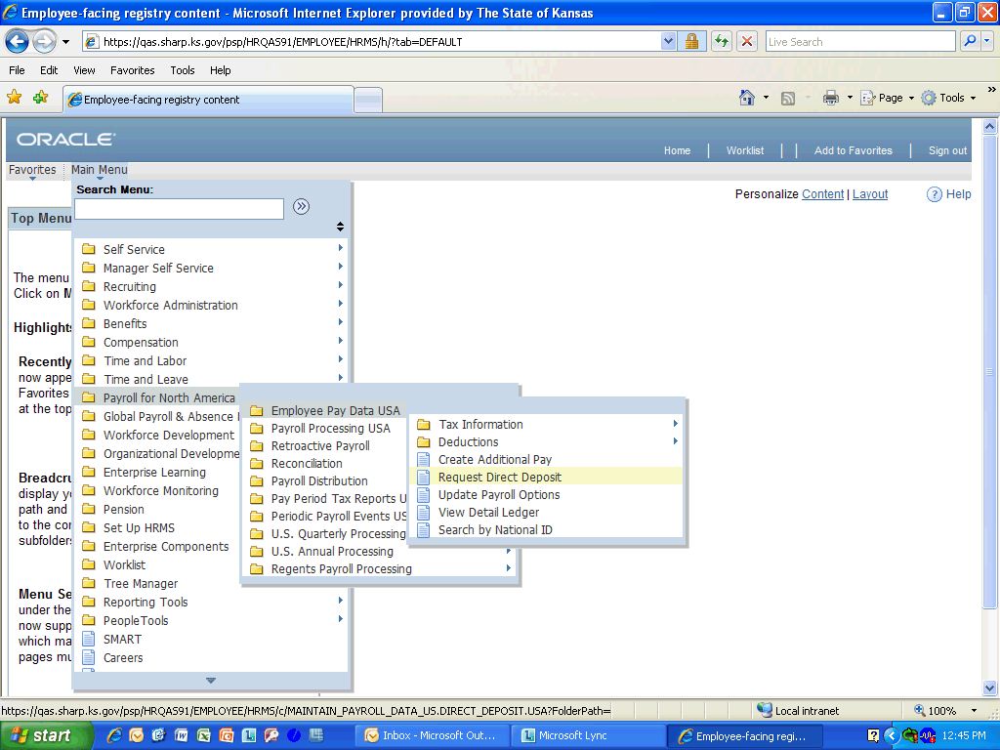 Employee-facing registry content - Microsoft Internet Explorer provided by The State of Kansas
https://qas.sharp.ks.gov/psp/HRQAS91/EMPLOYEE/HRMS/h/?tab=DEFAULT
Live Search
File Edit View Favorites Tools Help
Employee-facing registry content
Page Tools
ORACLE
Home Worklist Add to Favorites Sign out
Favorites Main Menu
Search Menu:
Personalize Content | Layout Help
Top Menu
Self Service
Manager Self Service
The menu
Recruiting
Click on
Workforce Administration
Highlights
Benefits
Compensation
Recently
Time and Labor
now appe
Time and Leave
Favorites
Payroll for North America
at the top
Employee Pay Data USA
Global Payroll & Absence
Tax Information
Payroll Processing USA
Workforce Development
Deductions
Retroactive Payroll
Organizational Developme
Create Additional Pay
Reconciliation
Enterprise Learning
Breadcru
Request Direct Deposit
Payroll Distribution
Workforce Monitoring
display yo
Update Payroll Options
Pay Period Tax Reports U
Pension
path and
View Detail Ledger
Periodic Payroll Events US
Set Up HRMS
to the cor
Search by National ID
U.S. Quarterly Processing
Enterprise Components
subfolders
U.S. Annual Processing
Worklist
Regents Payroll Processing
Tree Manager
Menu Se
Reporting Tools
under the
PeopleTools
now supp
SMART
which ma
Careers
pages mu
https://qas.sharp.ks.gov/psp/HRQAS91/EMPLOYEE/HRMS/c/MAINTAIN_PAYROLL_DATA_US.DIRECT_DEPOSIT.USA?FolderPath=
Local intranet 100%
start Inbox - Microsoft Out... Microsoft Lync Employee-facing regi... 12:45 PM